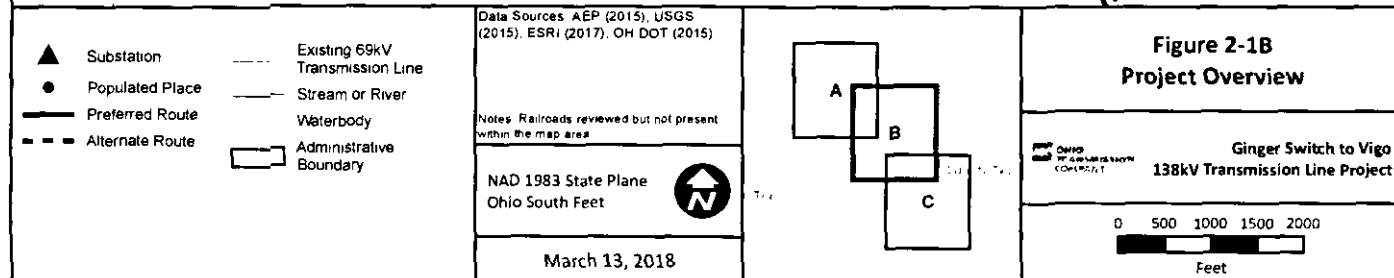 Substation
Populated Place
Preferred Route
Alternate Route
Existing 69kV
Transmission Line
Stream or River
Waterbody
Administrative
Boundary
Data Sources AEP (2015), USGS
(2015), ESRI (2017), OH DOT (2015)
Notes Railroads reviewed but not present
within the map area
NAD 1983 State Plane
Ohio South Feet
N
March 13, 2018
A
B
C
Figure 2-1B
Project Overview
OHIO
COMPANY
Ginger Switch to Vigo
138kV Transmission Line Project
0 500 1000 1500 2000
Feet